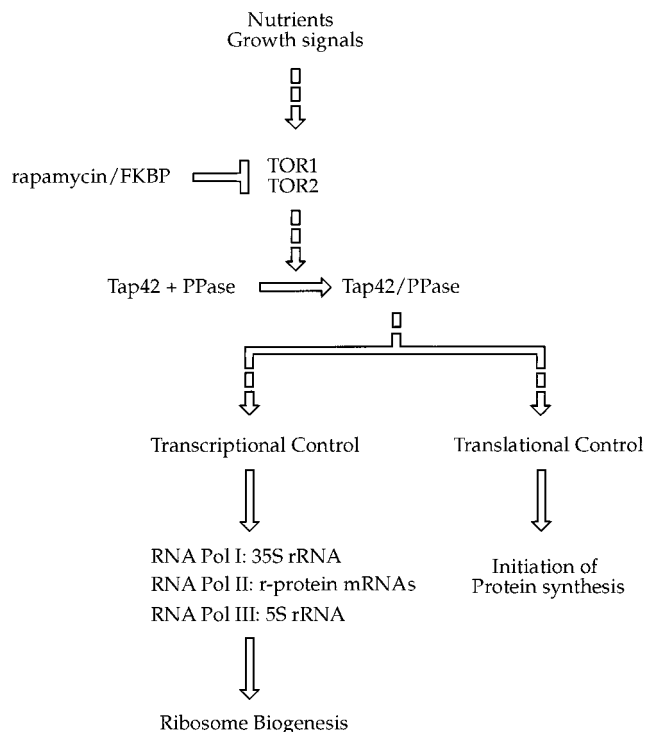 Nutrients
Growth signals
rapamycin/FKBP
TOR1
TOR2
Tap42 + PPase
Tap42/PPase
Transcriptional Control
Translational Control
RNA Pol I: 35S rRNA
RNA Pol II: r-protein mRNAs
RNA Pol III: 5S rRNA
Initiation of
Protein synthesis
Ribosome Biogenesis